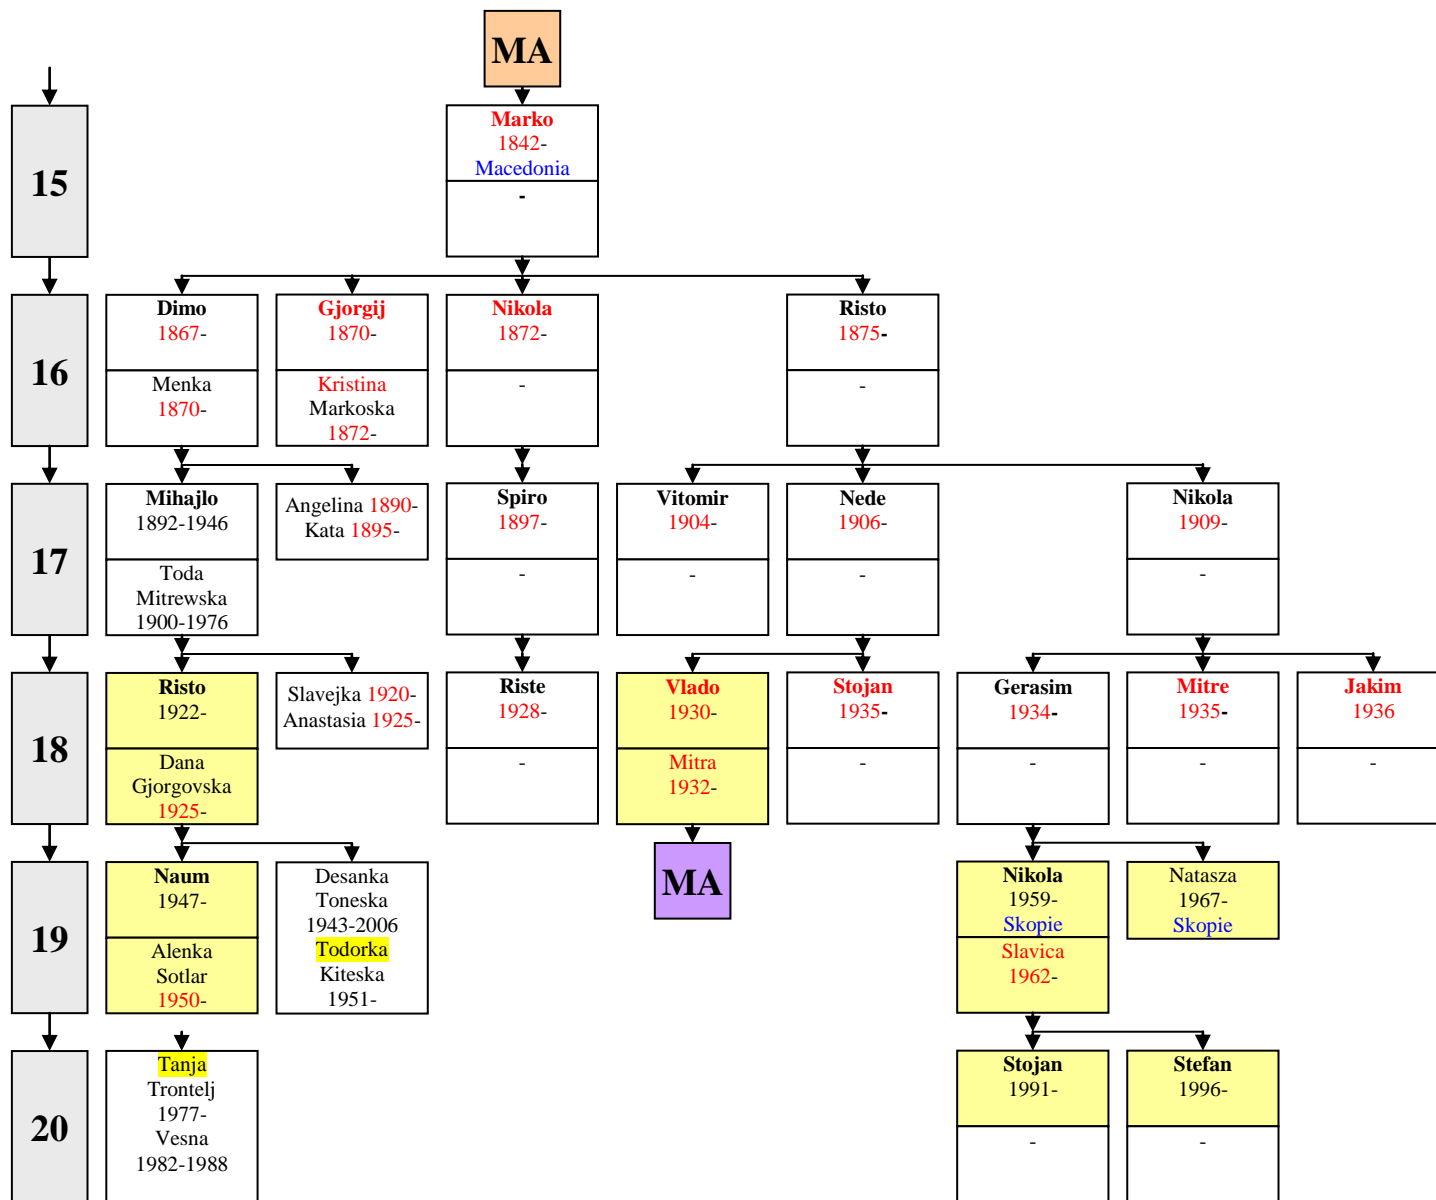 MA
15
Marko
1842-
Macedonia
-
16
Dimo
1867-
Menka
1870-
Gjorgij
1870-
Kristina
Markoska
1872-
Nikola
1872-
-
Risto
1875-
-
17
Mihajlo
1892-1946
Toda
Mitrewska
1900-1976
Angelina 1890-
Kata 1895-
Spiro
1897-
-
Vitomir
1904-
-
Nede
1906-
-
Nikola
1909-
-
18
Risto
1922-
Dana
Gjorgovska
1925-
Slavejka 1920-
Anastasia 1925-
Riste
1928-
-
Vlado
1930-
Mitra
1932-
Stojan
1935-
-
Gerasim
1934-
-
Mitre
1935-
-
Jakim
1936
-
19
Naum
1947-
Alenka
Sotlar
1950-
Desanka
Toneska
1943-2006
Todorka
Kiteska
1951-
MA
Nikola
1959-
Skopie
Slavica
1962-
Natasza
1967-
Skopie
20
Tanja
Trontelj
1977-
Vesna
1982-1988
Stojan
1991-
-
Stefan
1996-
-